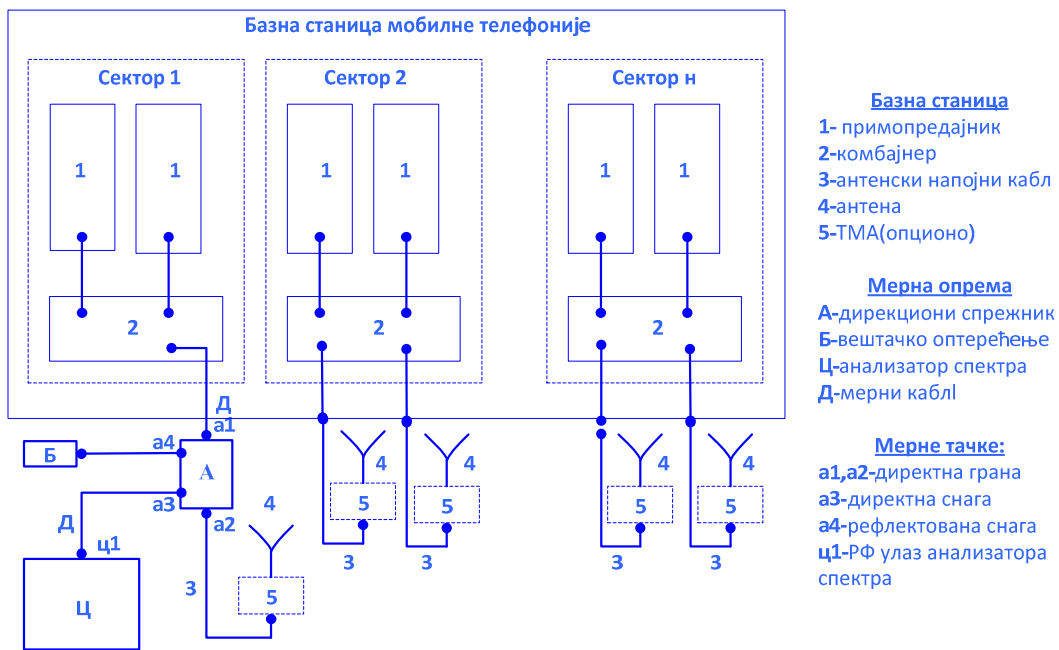 Базна станица мобилне телефоније
Сектор 1
Сектор 2
Сектор н
1
1
1
1
1
1
2
2
2
Д
а1
а4
Б
А
а3
а2
Д
ц1
Ц
3
4
5
4
5
3
4
5
3
4
5
3
4
5
3
Базна станица
1- примопредајник
2-комбајнер
3-антенски напојни кабл
4-антена
5-ТМА(опционо)
Мерна опрема
А-дирекциони спрежник
Б-вештачко оптерећење
Ц-анализатор спектра
Д-мерни каблl
Мерне тачке:
а1,а2-директна грана
а3-директна снага
а4-рефлектована снага
ц1-РФ улаз анализатора
спектра